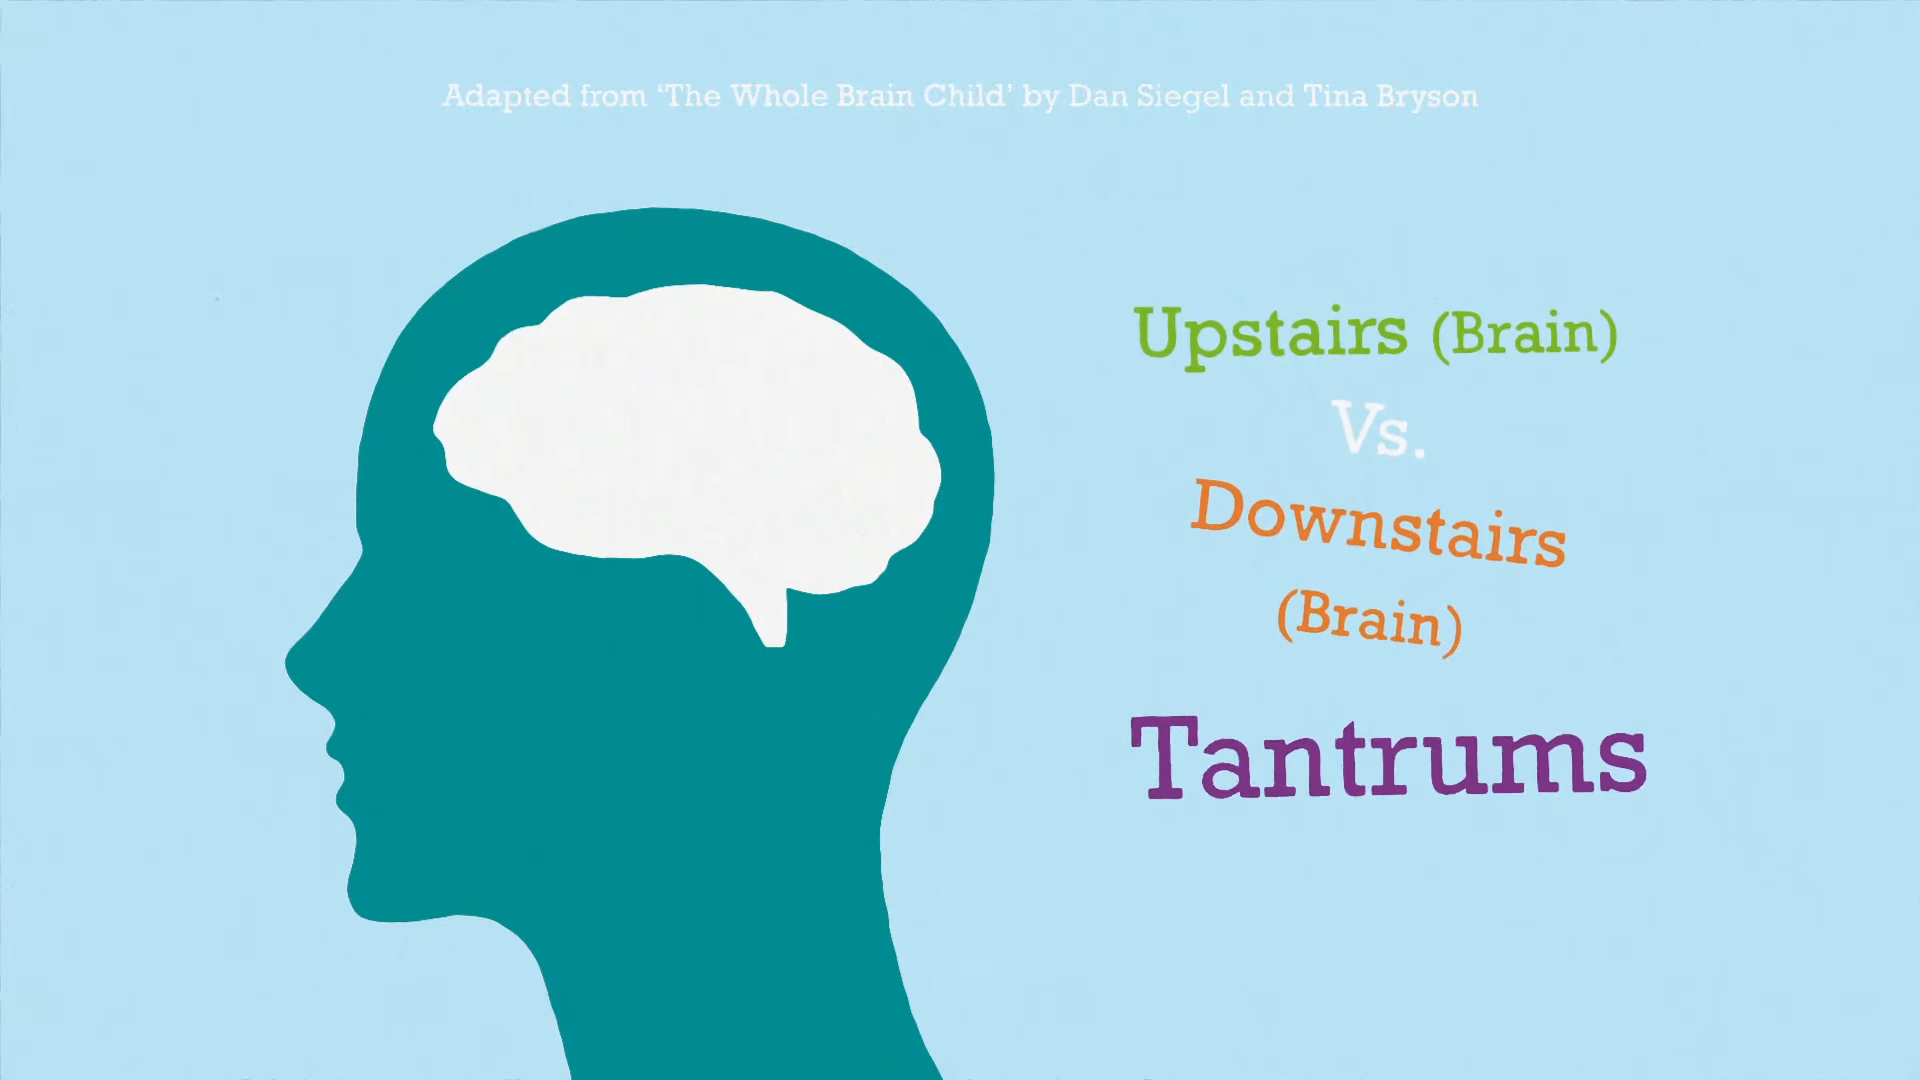 Adapted from ‘The Whole Brain Child’ by Dan Siegel and Tina Bryson
Upstairs (Brain)
Vs.
Downstairs
(Brain)
Tantrums